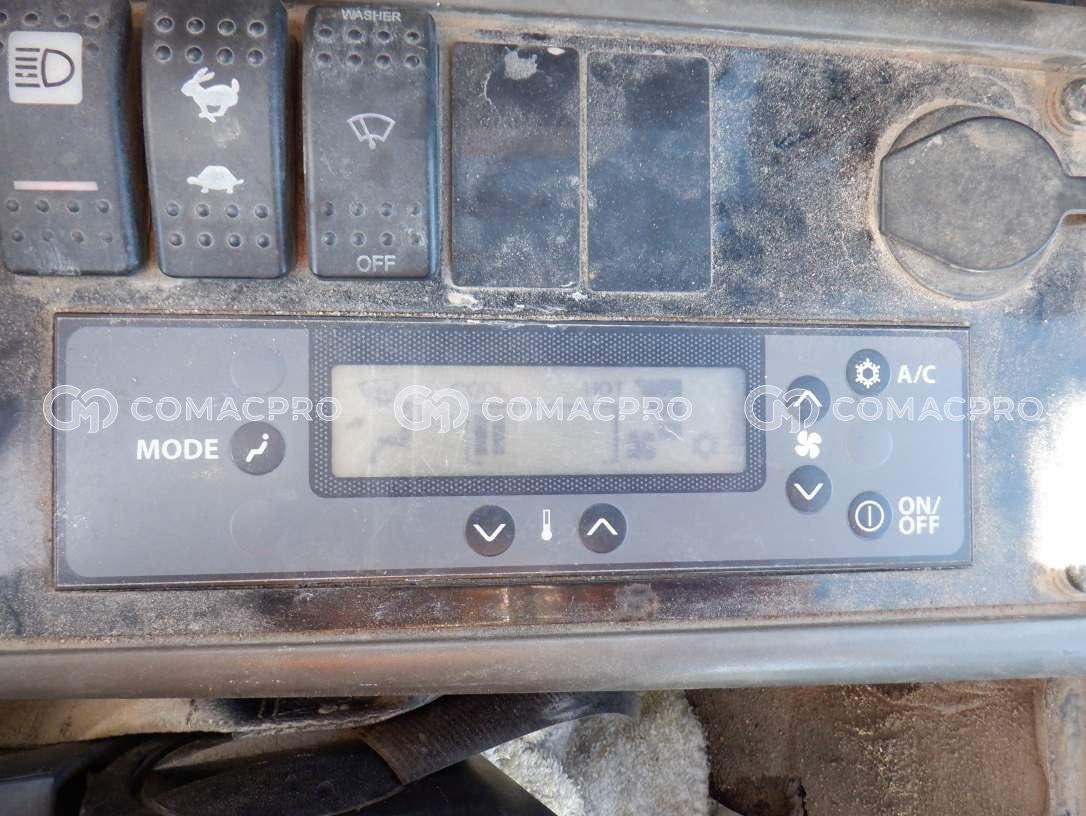 WASHER
OFF
A/C
COMACPRO COMACPRO COMACPRO
MODE
ON/
OFF